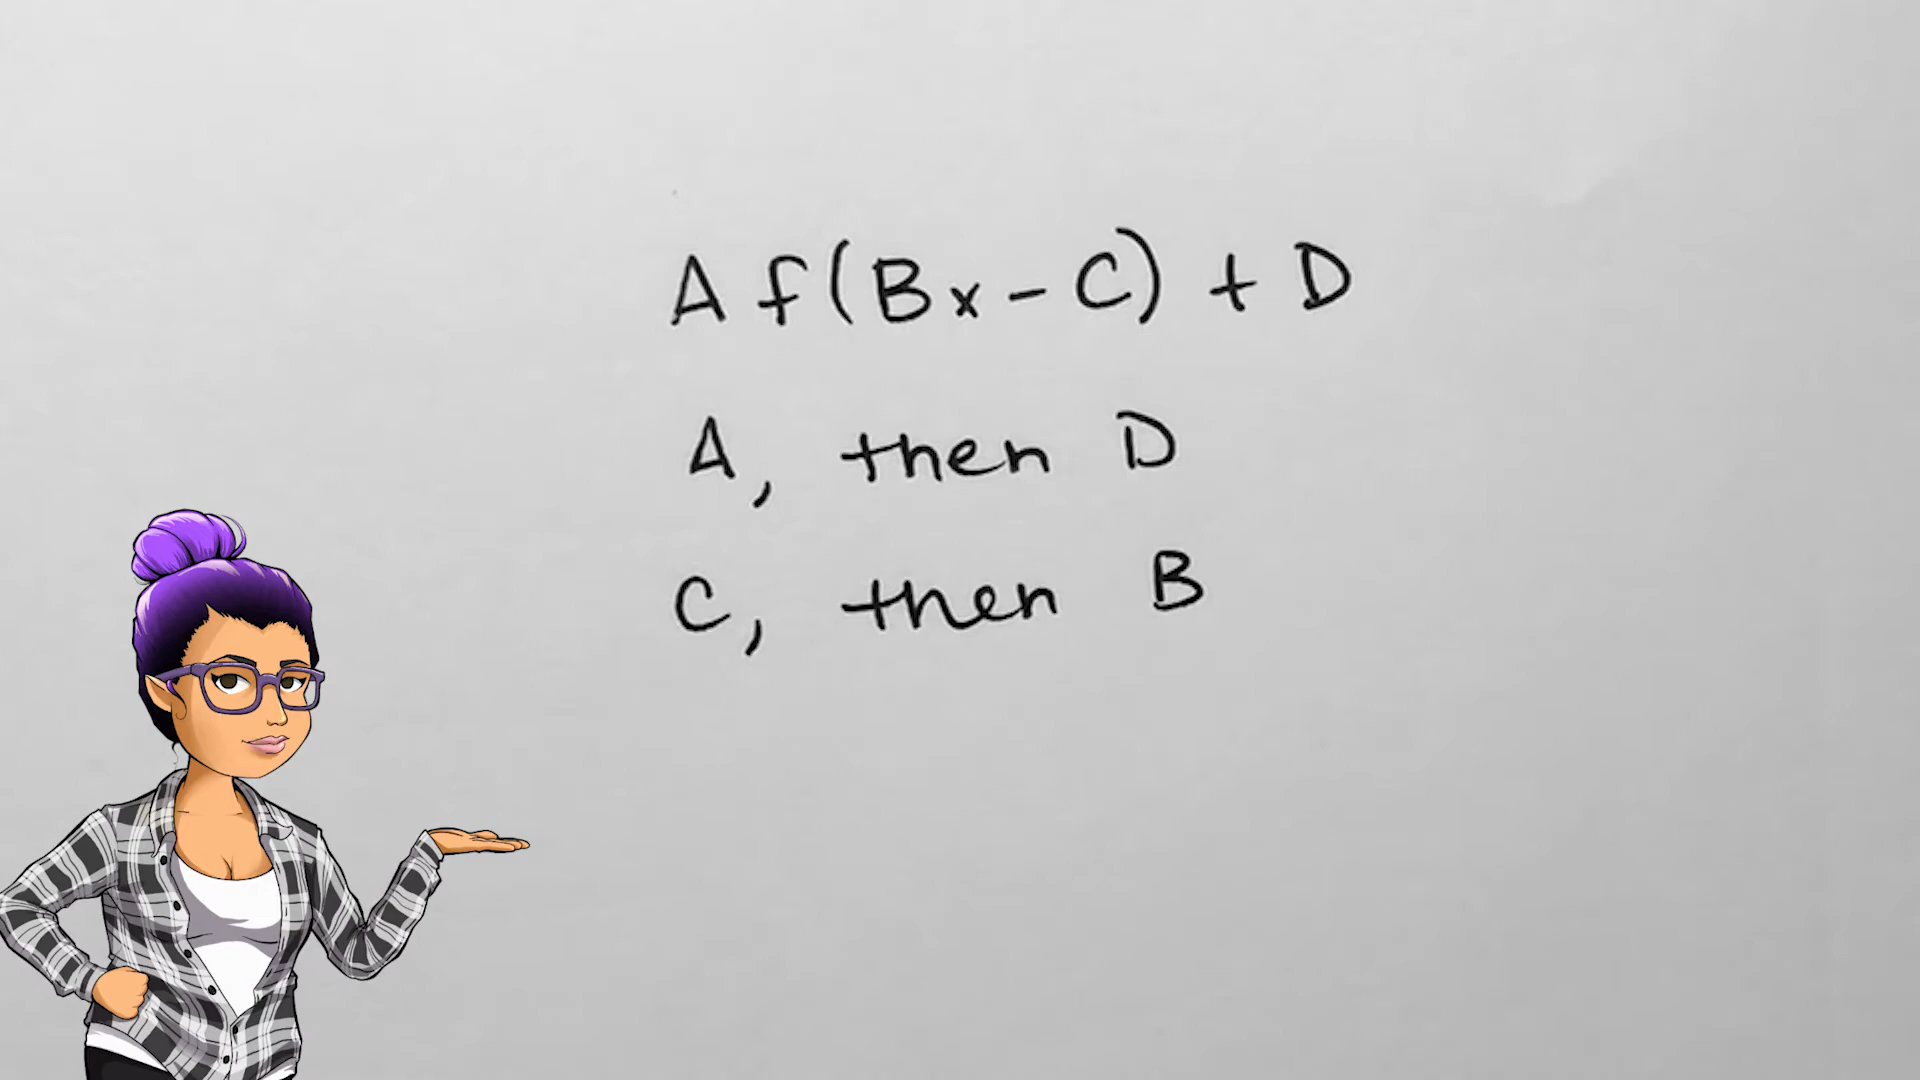 A f(Bx - C) + D
A, then D
C, then B